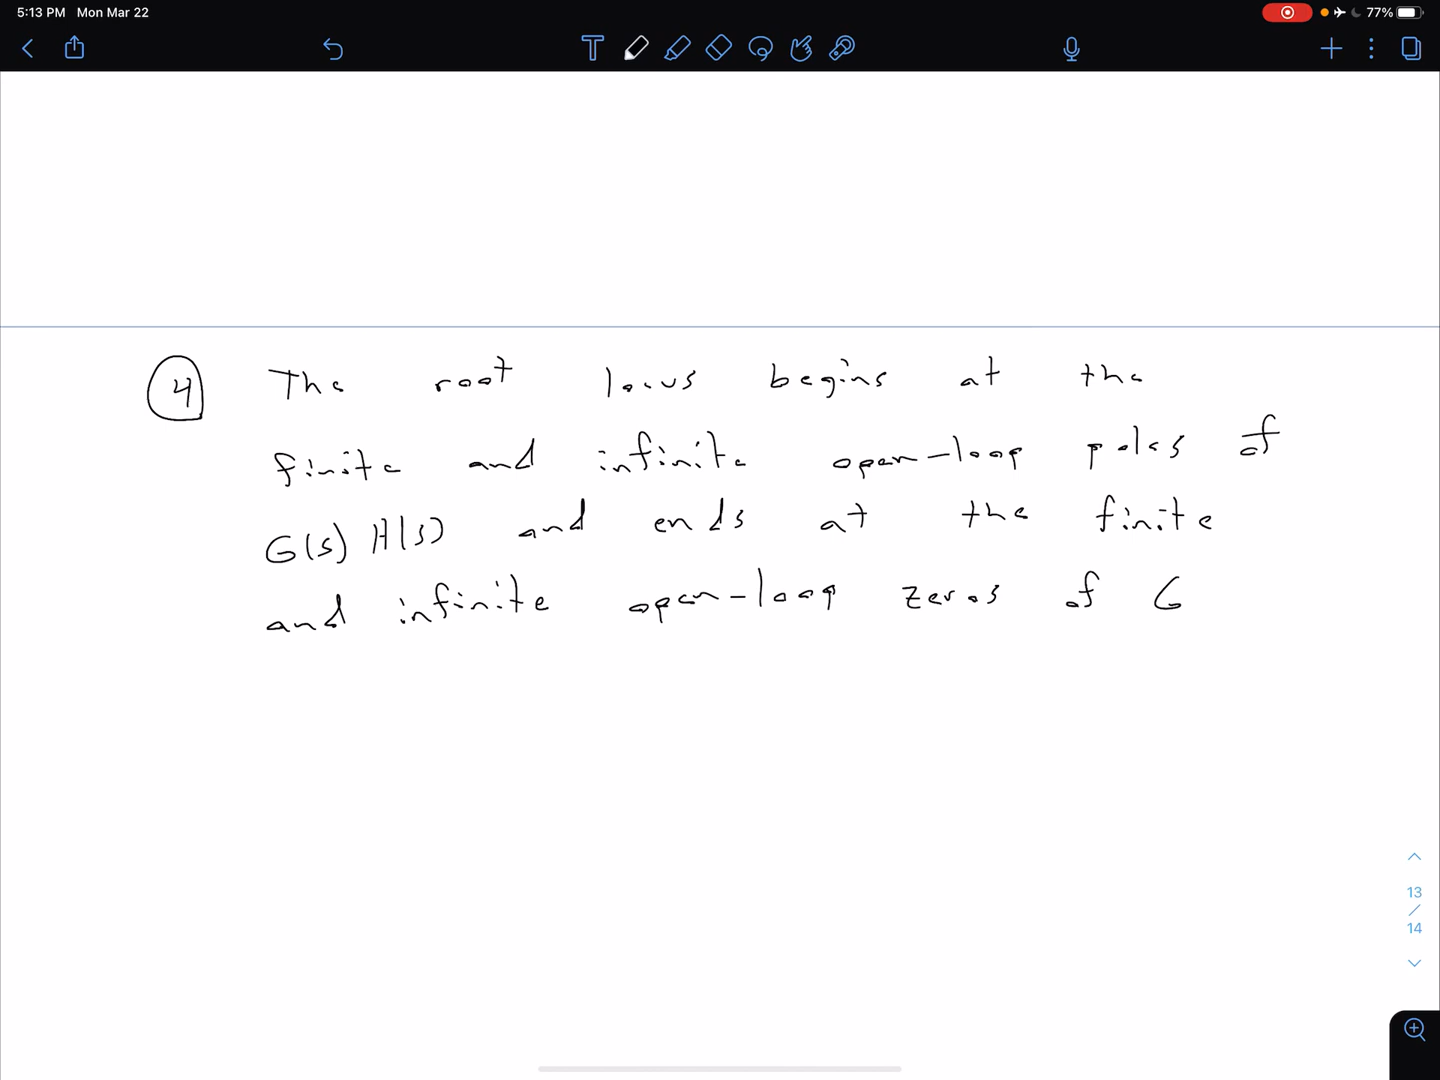 5:13 PM Mon Mar 22
77%
T
4 The root locus begins at the
finite and infinite open-loop poles of
G(s) H(s) and ends at the finite
and infinite open-loop zeros of G
13
/
14